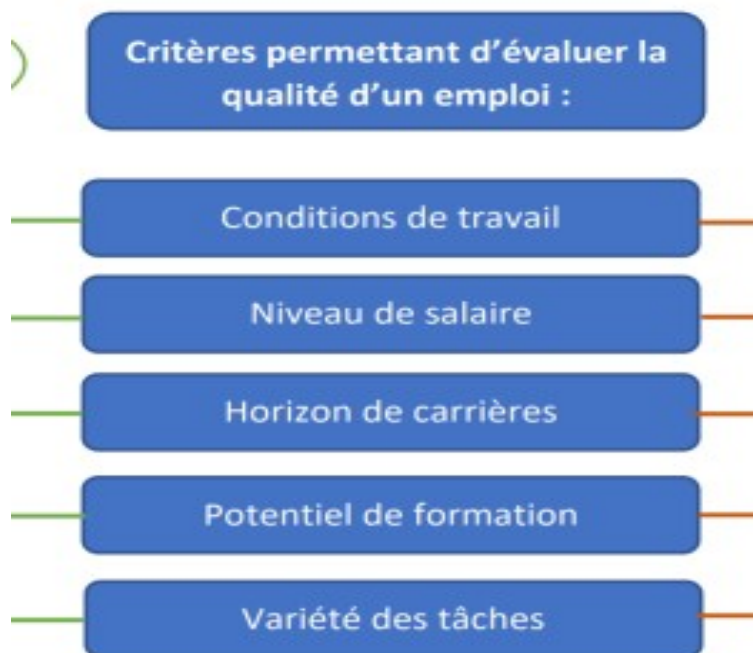 Critères permettant d'évaluer la
qualité d'un emploi :
Conditions de travail
Niveau de salaire
Horizon de carrières
Potentiel de formation
Variété des tâches